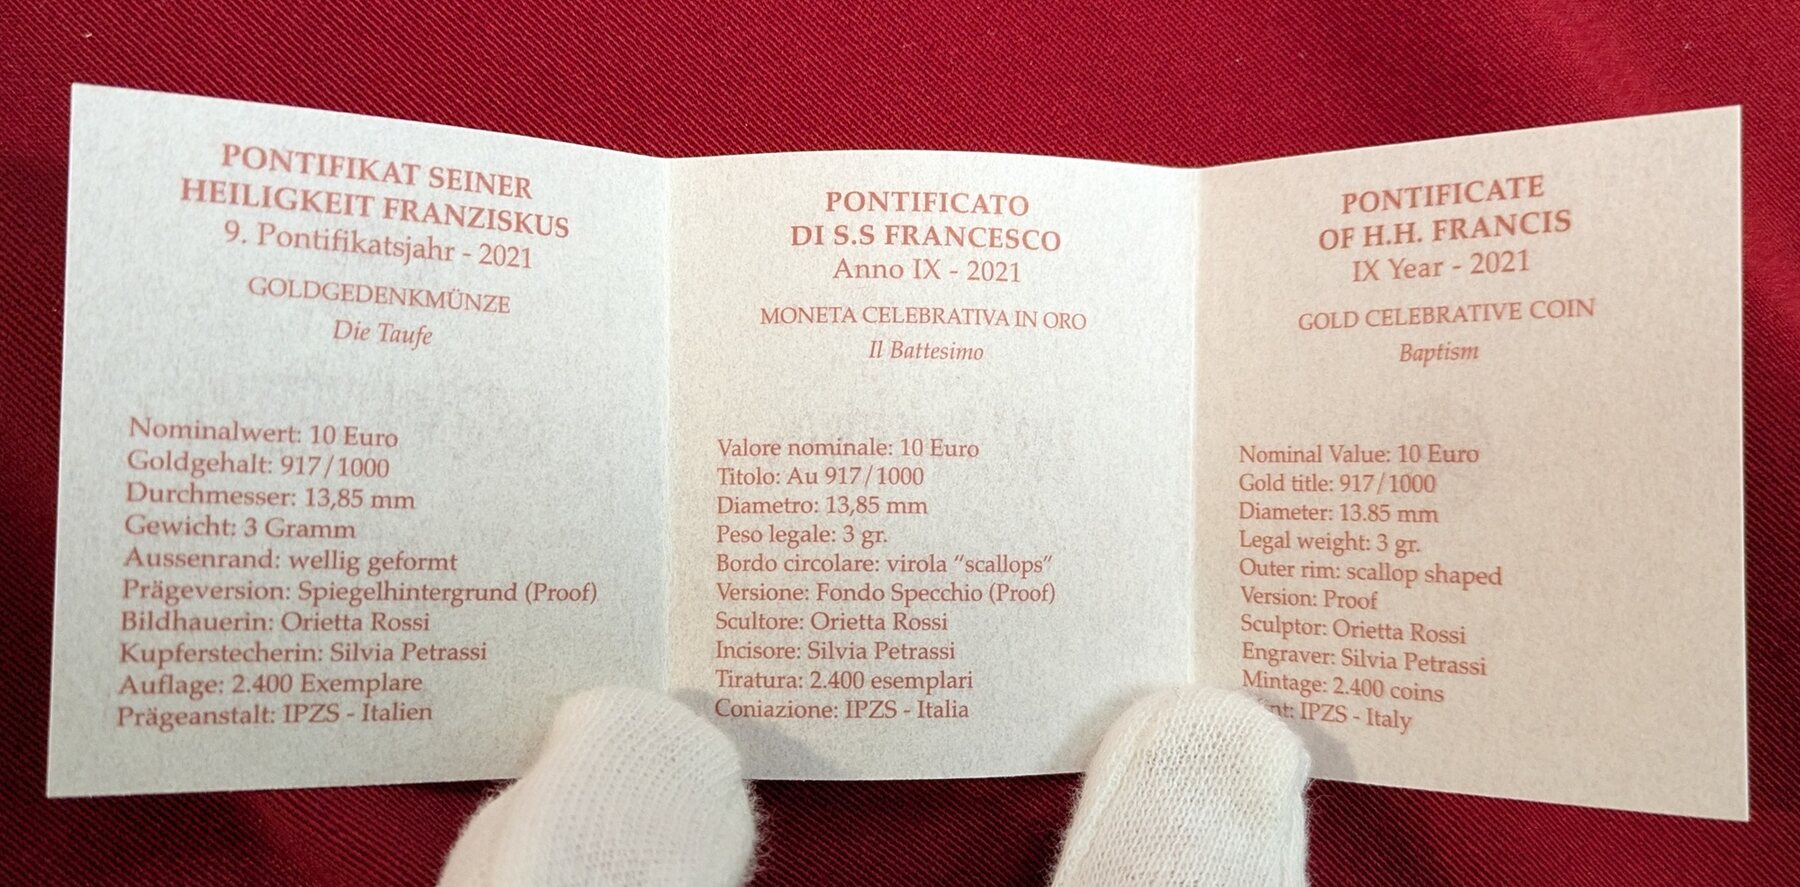 PONTIFIKAT SEINER
HEILIGKEIT FRANZISKUS
9. Pontifikatsjahr - 2021
GOLDGEDENKMÜNZE
Die Taufe
Nominalwert: 10 Euro
Goldgehalt: 917/1000
Durchmesser: 13,85 mm
Gewicht: 3 Gramm
Aussenrand: wellig geformt
Prägeversion: Spiegelhintergrund (Proof)
Bildhauerin: Orietta Rossi
Kupferstecherin: Silvia Petrassi
Auflage: 2.400 Exemplare
Prägeanstalt: IPZS - Italien
PONTIFICATO
DI S.S FRANCESCO
Anno IX - 2021
MONETA CELEBRATIVA IN ORO
Il Battesimo
Valore nominale: 10 Euro
Titolo: Au 917/1000
Diametro: 13,85 mm
Peso legale: 3 gr.
Bordo circolare: virola “scallops”
Versione: Fondo Specchio (Proof)
Scultore: Orietta Rossi
Incisore: Silvia Petrassi
Tiratura: 2.400 esemplari
Coniazione: IPZS - Italia
PONTIFICATE
OF H.H. FRANCIS
IX Year - 2021
GOLD CELEBRATIVE COIN
Baptism
Nominal Value: 10 Euro
Gold title: 917/1000
Diameter: 13.85 mm
Legal weight: 3 gr.
Outer rim: scallop shaped
Version: Proof
Sculptor: Orietta Rossi
Engraver: Silvia Petrassi
Mintage: 2.400 coins
IPZS - Italy